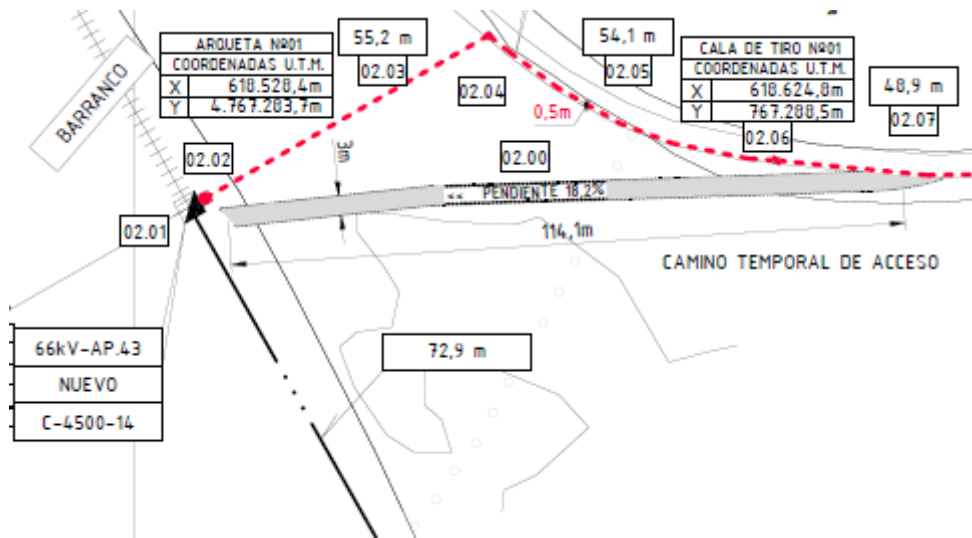 BARRANCO
ARQUETA Nº01
COORDENADAS U.T.M.
X 618.528,4m
Y 4.767.283,7m
55,2 m
02.03
54,1 m
02.05
CALA DE TIRO Nº01
COORDENADAS U.T.M.
X 618.624,8m
Y 767.288,5m
48,9 m
02.07
02.04
0,5m
02.06
02.02
02.00
3m
<< PENDIENTE 18.2%
02.01
114,1m
CAMINO TEMPORAL DE ACCESO
66kV-AP.43
NUEVO
C-4500-14
72,9 m